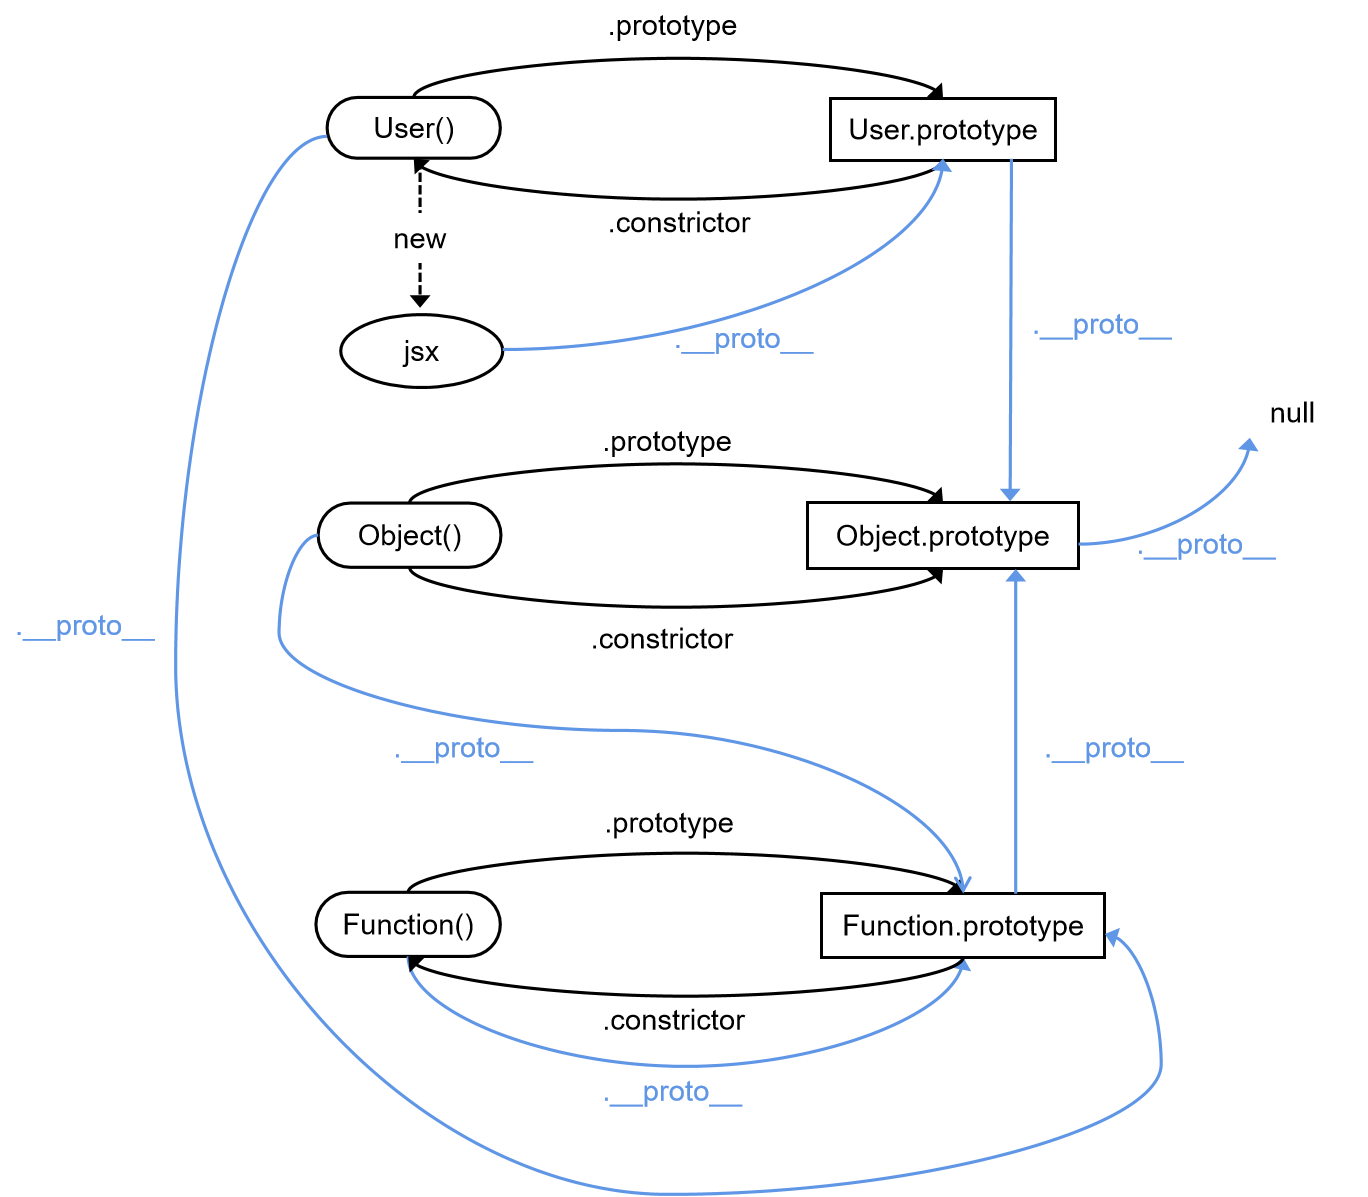 .prototype
User()
User.prototype
.constrictor
new
.__proto__
jsx
.__proto__
null
.prototype
Object()
Object.prototype
.__proto__
.__proto__
.constrictor
.__proto__
.__proto__
.prototype
Function()
Function.prototype
.constrictor
.__proto__